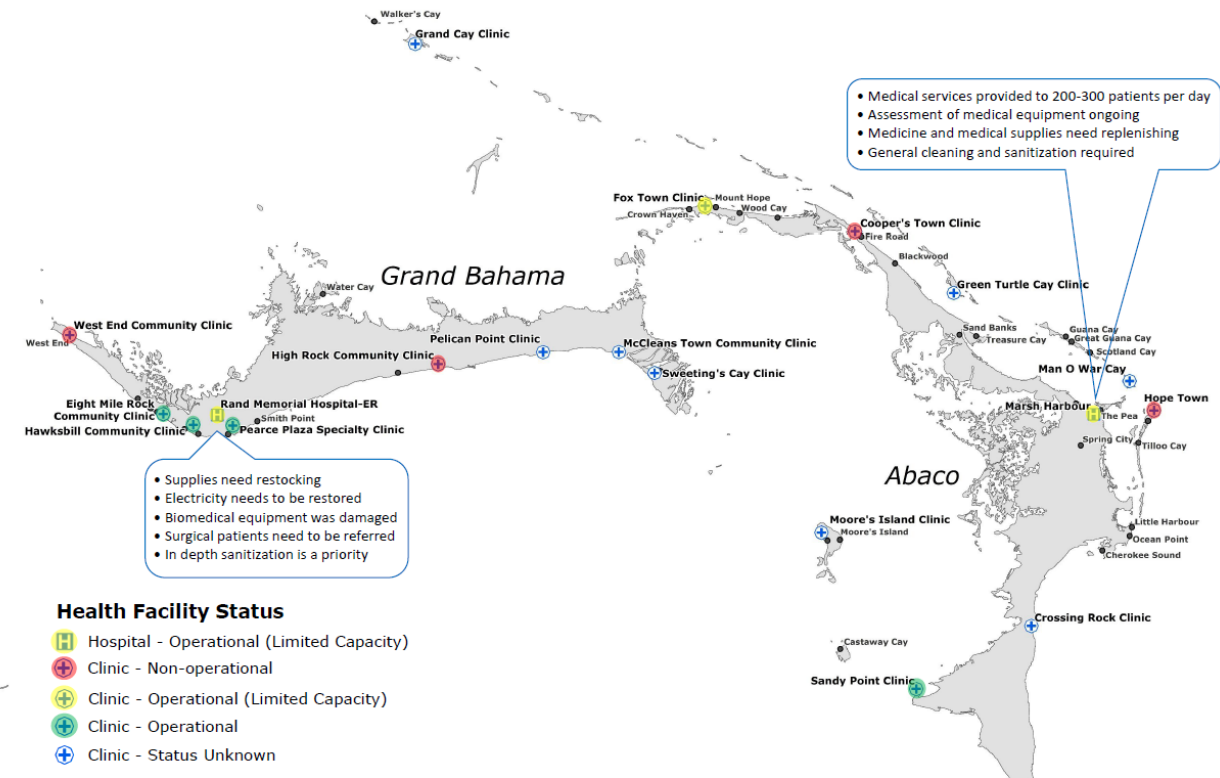 Walker's Cay
Grand Cay Clinic
• Medical services provided to 200-300 patients per day
• Assessment of medical equipment ongoing
• Medicine and medical supplies need replenishing
• General cleaning and sanitization required
Fox Town Clinic
Mount Hope
Crown Haven
Wood Cay
Cooper's Town Clinic
Fire Road
Blackwood
Grand Bahama
Green Turtle Cay Clinic
Water Cay
West End Community Clinic
West End
Pelican Point Clinic
McCleans Town Community Clinic
High Rock Community Clinic
Sweeting's Cay Clinic
Sand Banks
Treasure Cay
Guana Cay
Great Guana Cay
Scotland Cay
Man O War Cay
Hope Town
Marsh Harbour
The Pea
Spring City
Tilloo Cay
Eight Mile Rock
Community Clinic
Rand Memorial Hospital-ER
Smith Point
Hawksbill Community Clinic
Pearce Plaza Specialty Clinic
• Supplies need restocking
• Electricity needs to be restored
• Biomedical equipment was damaged
• Surgical patients need to be referred
• In depth sanitization is a priority
Abaco
Moore's Island Clinic
Moore's Island
Little Harbour
Ocean Point
Cherokee Sound
Crossing Rock Clinic
Castaway Cay
Sandy Point Clinic
Health Facility Status
H Hospital - Operational (Limited Capacity)
Clinic - Non-operational
Clinic - Operational (Limited Capacity)
Clinic - Operational
Clinic - Status Unknown